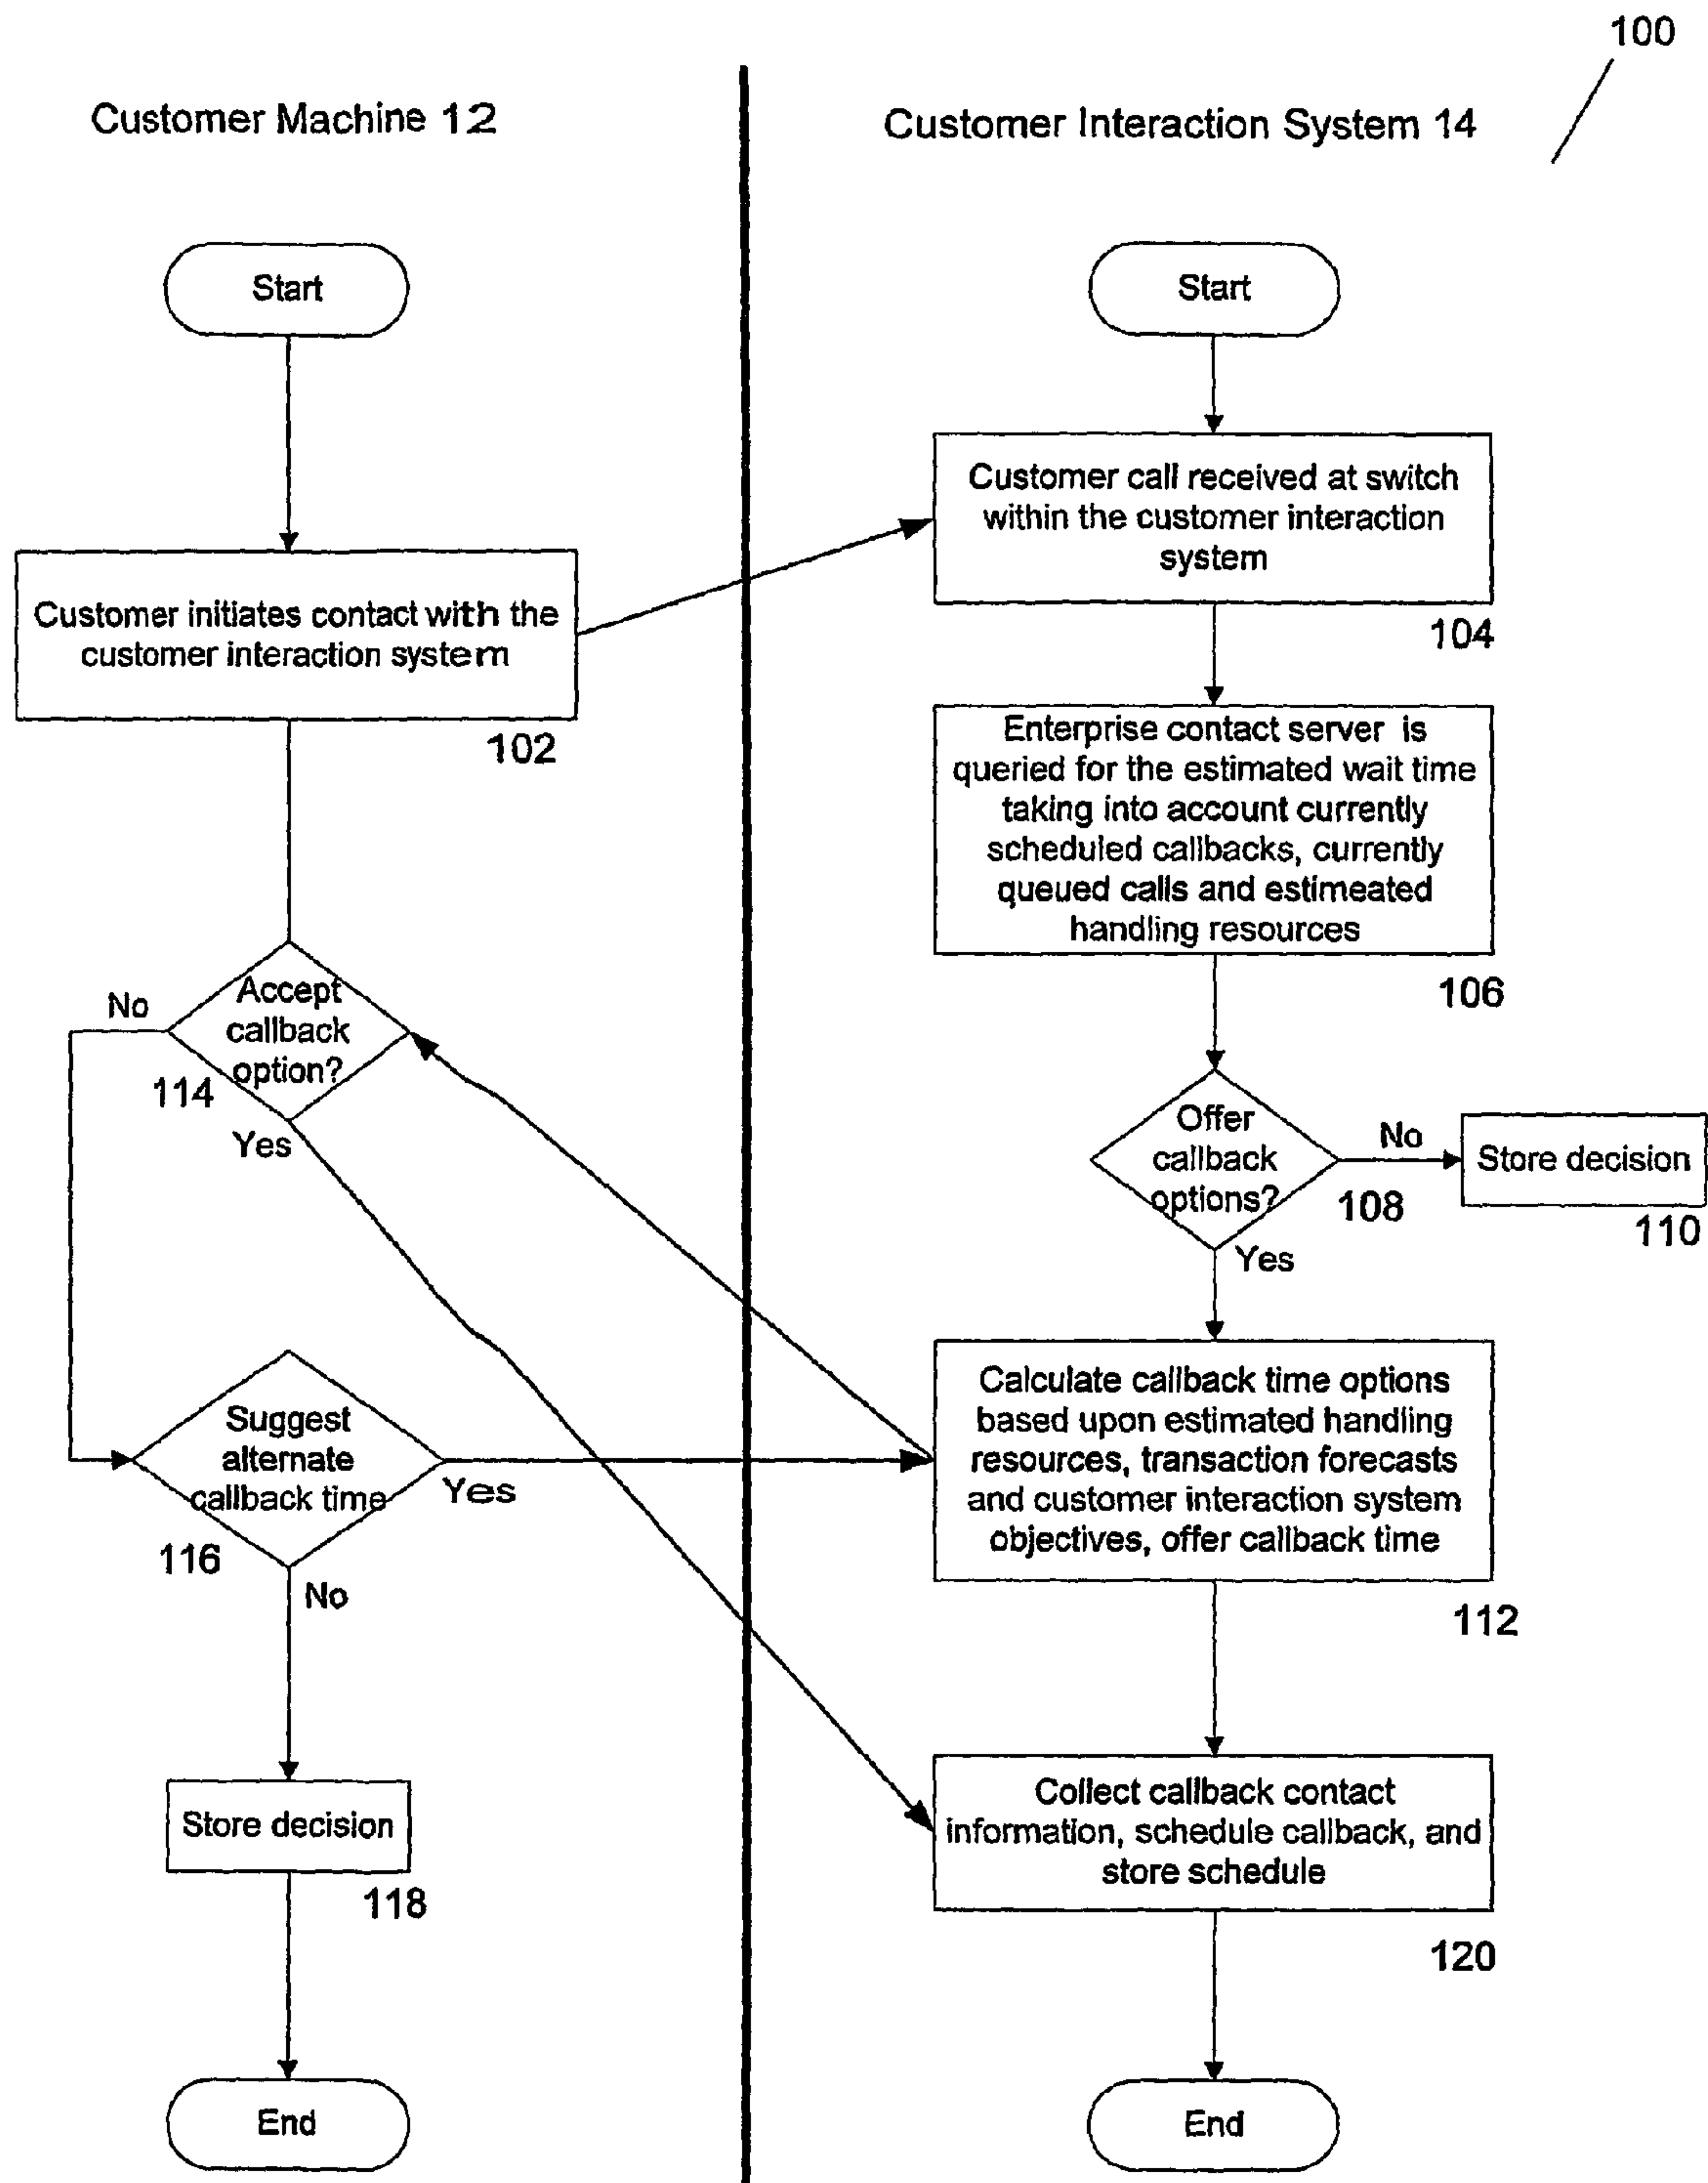 100
Customer Machine 12
Customer Interaction System 14
Start
Start
Customer call received at switch
within the customer interaction
system
104
Customer initiates contact with the
customer interaction system
102
Enterprise contact server is
queried for the estimated wait time
taking into account currently
scheduled callbacks, currently
queued calls and estimeated
handling resources
106
Accept
callback
option?
No
114
Yes
Offer
callback
options?
No
108
Yes
Store decision
110
Calculate callback time options
based upon estimated handling
resources, transaction forecasts
and customer interaction system
objectives, offer callback time
112
Suggest
alternate
callback time
Yes
116
No
Store decision
118
Collect callback contact
information, schedule callback, and
store schedule
120
End
End